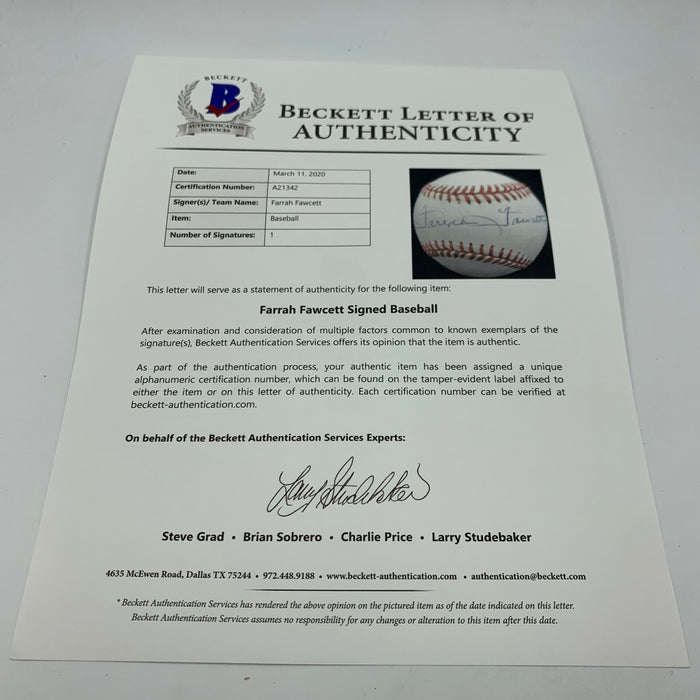 BECKETT
B
AUTHENTICATION
SERVICES
BECKETT LETTER OF
AUTHENTICITY
Date: March 11, 2020
Certification Number: A21342
Signer(s)/ Team Name: Farrah Fawcett
Item: Baseball
Number of Signatures: 1
Farrah Fawcett
This letter will serve as a statement of authenticity for the following item:
Farrah Fawcett Signed Baseball
After examination and consideration of multiple factors common to known exemplars of the
signature(s), Beckett Authentication Services offers its opinion that the item is authentic.
As part of the authentication process, your authentic item has been assigned a unique
alphanumeric certification number, which can be found on the tamper-evident label affixed to
either the item or on this letter of authenticity. Each certification number can be verified at
beckett-authentication.com.
On behalf of the Beckett Authentication Services Experts:
Larry Studebaker
Steve Grad • Brian Sobrero • Charlie Price • Larry Studebaker
4635 McEwen Road, Dallas TX 75244 • 972.448.9188 • www.beckett-authentication.com • authentication@beckett.com
* Beckett Authentication Services has rendered the above opinion on the pictured item as of the date indicated on this letter.
Beckett Authentication Services assumes no responsibility for any changes or alteration to this item after this date.